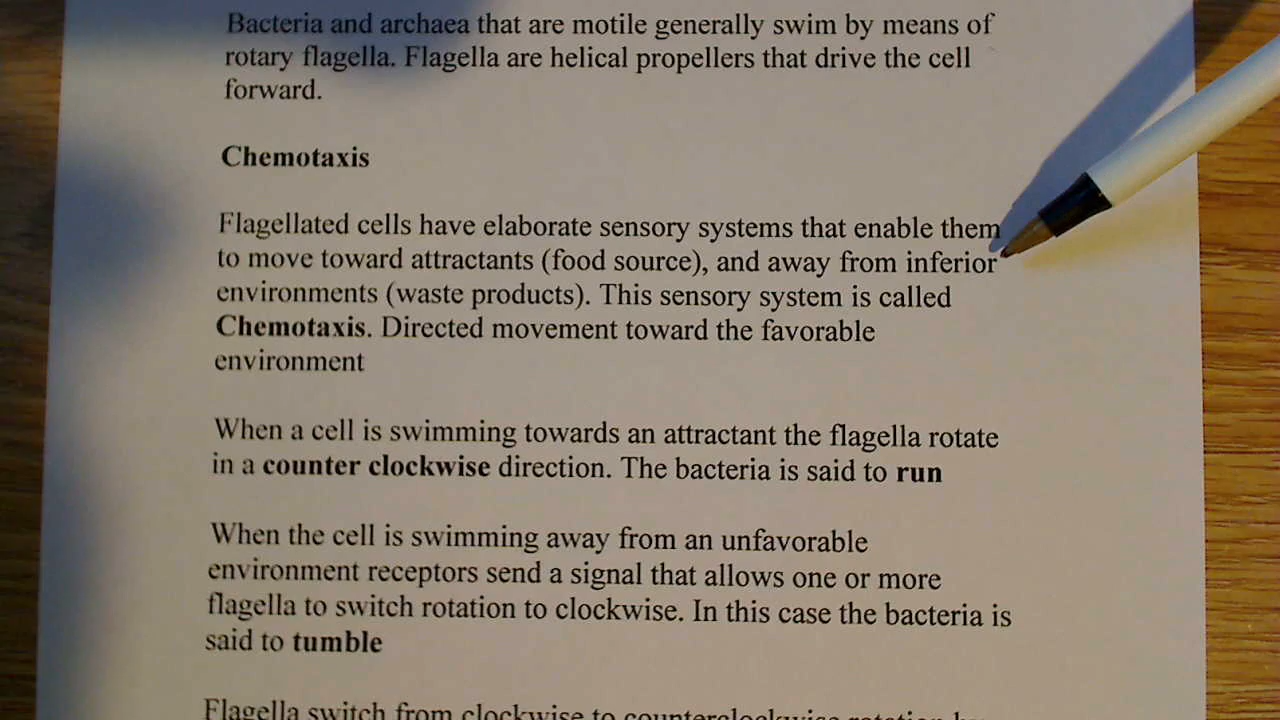 Bacteria and archaea that are motile generally swim by means of
rotary flagella. Flagella are helical propellers that drive the cell
forward.
Chemotaxis
Flagellated cells have elaborate sensory systems that enable them
to move toward attractants (food source), and away from inferior
environments (waste products). This sensory system is called
Chemotaxis. Directed movement toward the favorable
environment
When a cell is swimming towards an attractant the flagella rotate
in a counter clockwise direction. The bacteria is said to run
When the cell is swimming away from an unfavorable
environment receptors send a signal that allows one or more
flagella to switch rotation to clockwise. In this case the bacteria is
said to tumble
Flagella switch from clockwise to counterclockwise rotation by